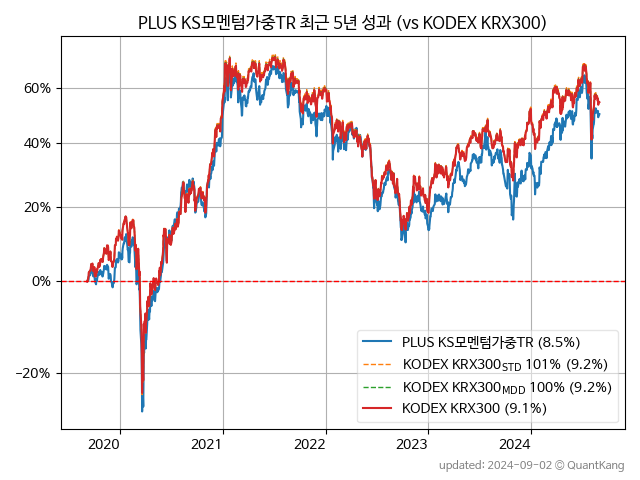 PLUS KS모멘텀가중TR 최근 5년 성과 (vs KODEX KRX300)
60%
40%
20%
0%
−20%
PLUS KS모멘텀가중TR (8.5%)
KODEX KRX300STD 101% (9.2%)
KODEX KRX300MDD 100% (9.2%)
KODEX KRX300 (9.1%)
2020 2021 2022 2023 2024
updated: 2024-09-02 © QuantKang